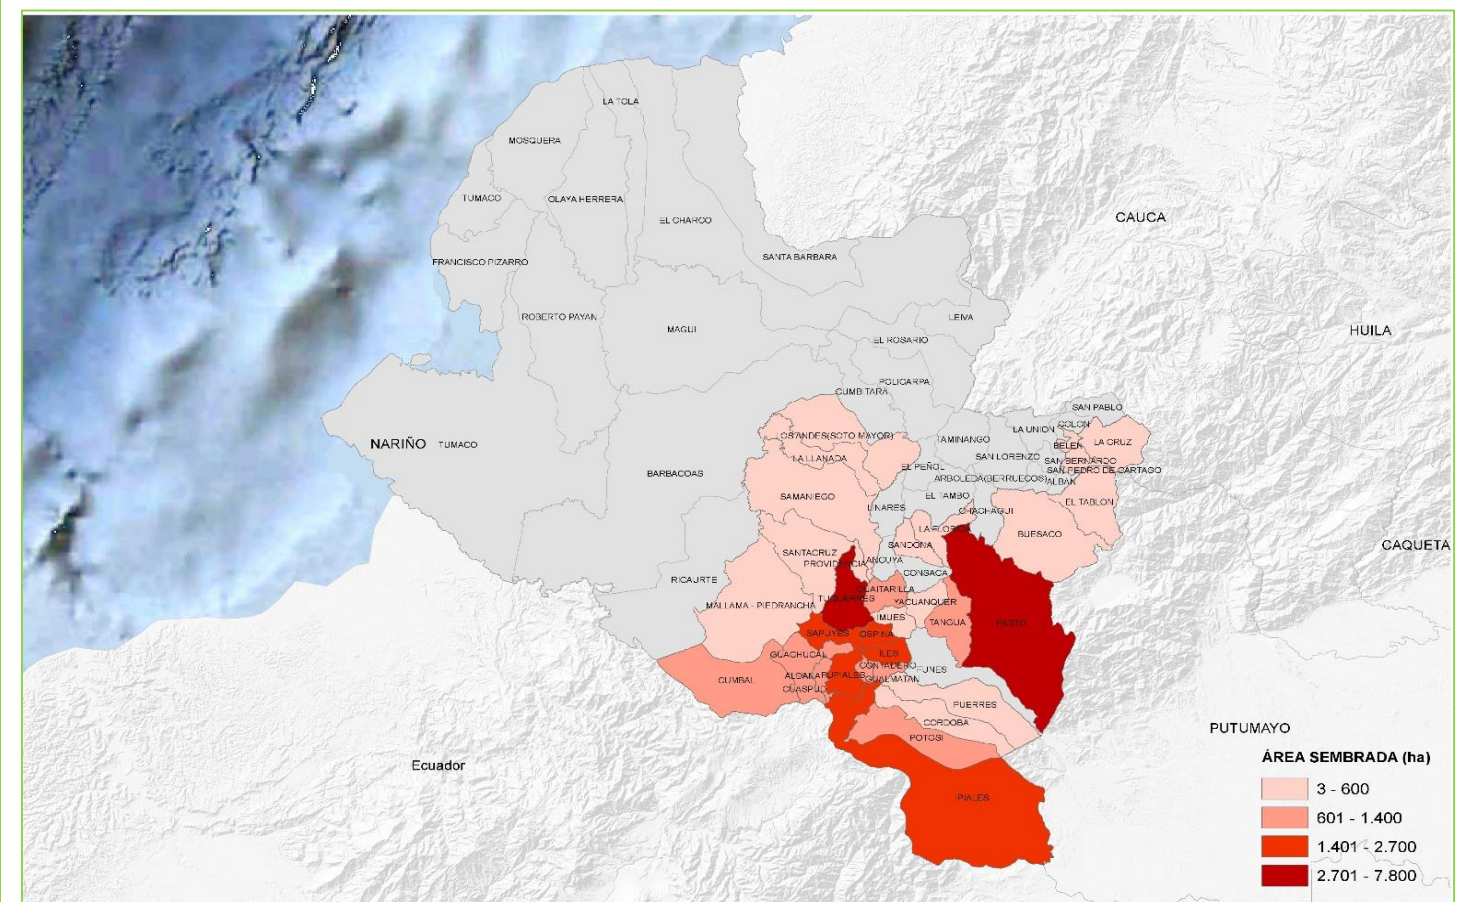 LA TOLA
MOSQUERA
TUMACO
OLAYA HERRERA
EL CHARCO
CAUCA
SANTA BARBARA
FRANCISCO PIZARRO
ROBERTO PAYAN
MAGUI
LEIVA
HUILA
EL ROSARIO
POLICARPA
CUMBITARA
SAN PABLO
COLON
LA UNION
NARIÑO
TUMACO
LOS ANDES(SOTO MAYOR)
TAMINANGO
BELEN
LA CRUZ
LA LLANADA
SAN LORENZO
SAN BERNARDO
BARBACOAS
EL PEÑOL
SAN PEDRO DE CARTAGO
ARBOLEDA(BERRUECOS)
ALBAN
SAMANIEGO
EL TAMBO
EL TABLON
LINARES
CHACHAGUI
LA FLORIDA
BUESACO
SANDONA
CAQUETA
SANTACRUZ
PROVIDENCIA
ANCUYA
CONSACA
RICAURTE
GUAITARILLA
TUQUERRES
YACUANQUER
MALLAMA - PIEDRANCHA
IMUES
TANGUA
PASTO
SAPUYES
OSPINA
GUACHUCAL
ILES
CONTADERO
FUNES
CUMBAL
ALDANA
PUPIALES
GUALMATAN
CUASPUD
PUERRES
CORDOBA
POTOSI
PUTUMAYO
Ecuador
IPIALES
ÁREA SEMBRADA (ha)
3 - 600
601 - 1.400
1.401 - 2.700
2.701 - 7.800